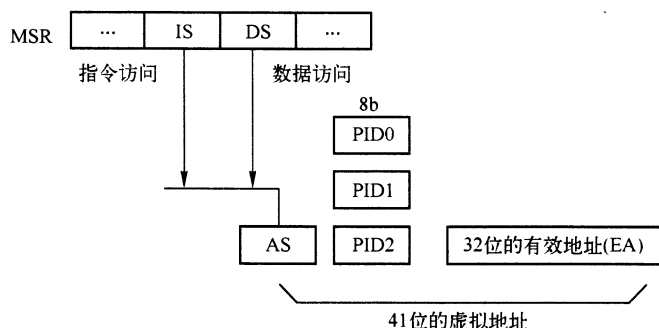 MSR ... IS DS ...
指令访问 数据访问
8b
PID0
PID1
AS PID2 32位的有效地址(EA)
41位的虚拟地址